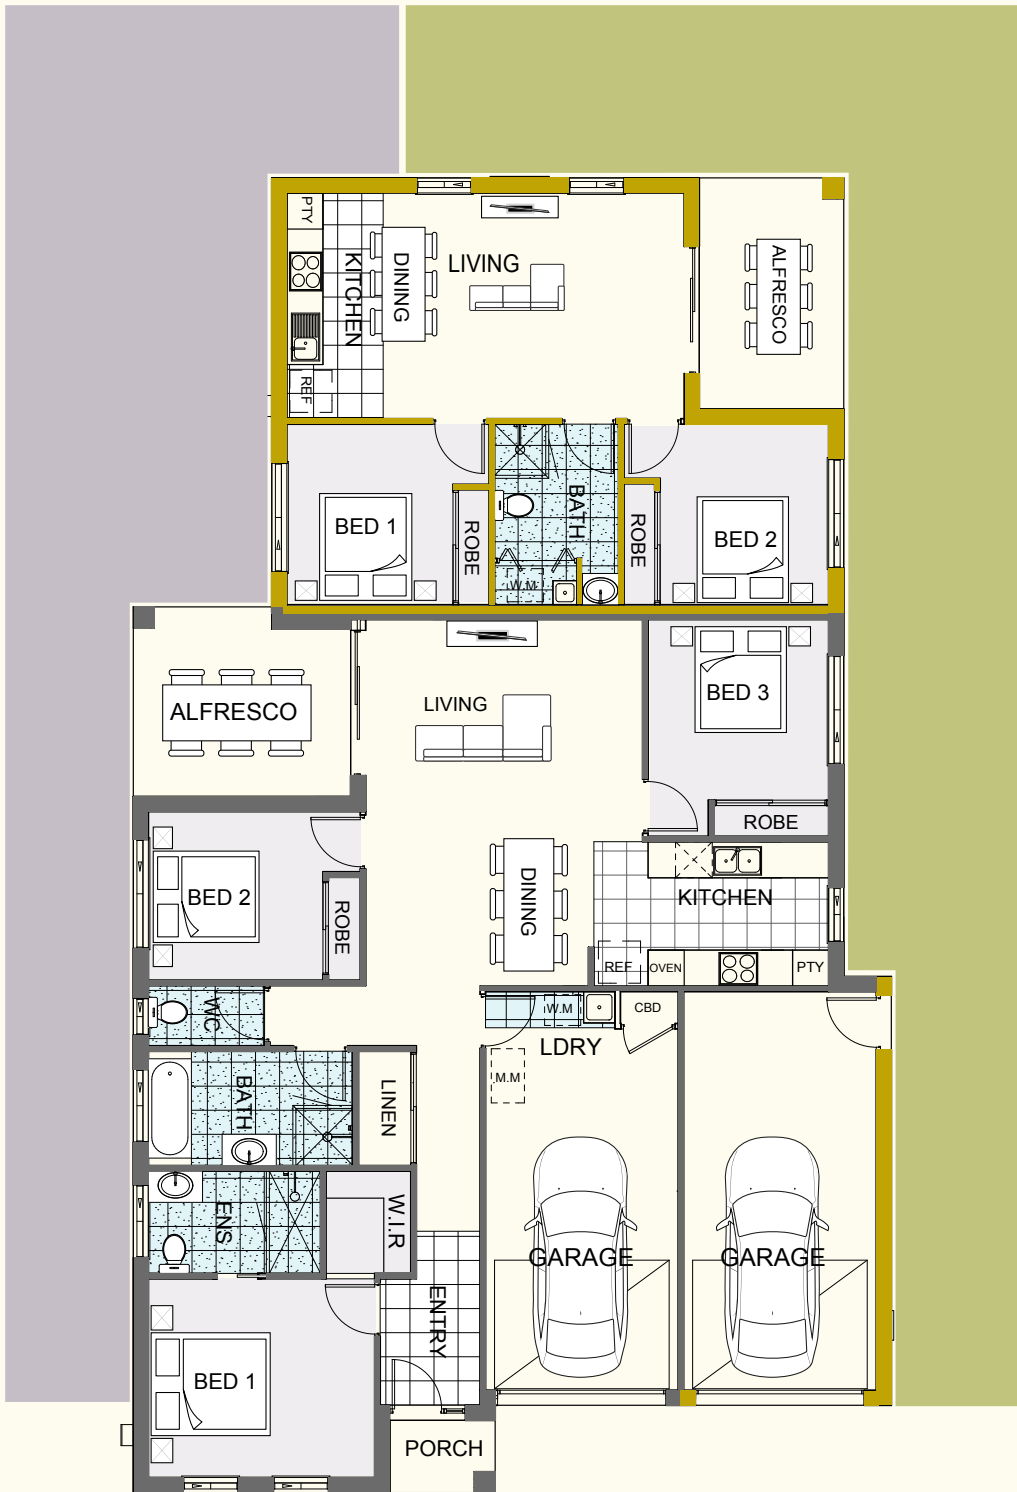 PTY
KITCHEN
DINING
LIVING
ALFRESCO
REF
BED 1
ROBE
BATH
W.M
ROBE
BED 2
ALFRESCO
LIVING
BED 3
ROBE
BED 2
ROBE
DINING
KITCHEN
REF
OVEN
PTY
WC
W.M
CBD
LDRY
M.M
BATH
LINEN
ENS
W.I.R
GARAGE
GARAGE
ENTRY
BED 1
PORCH